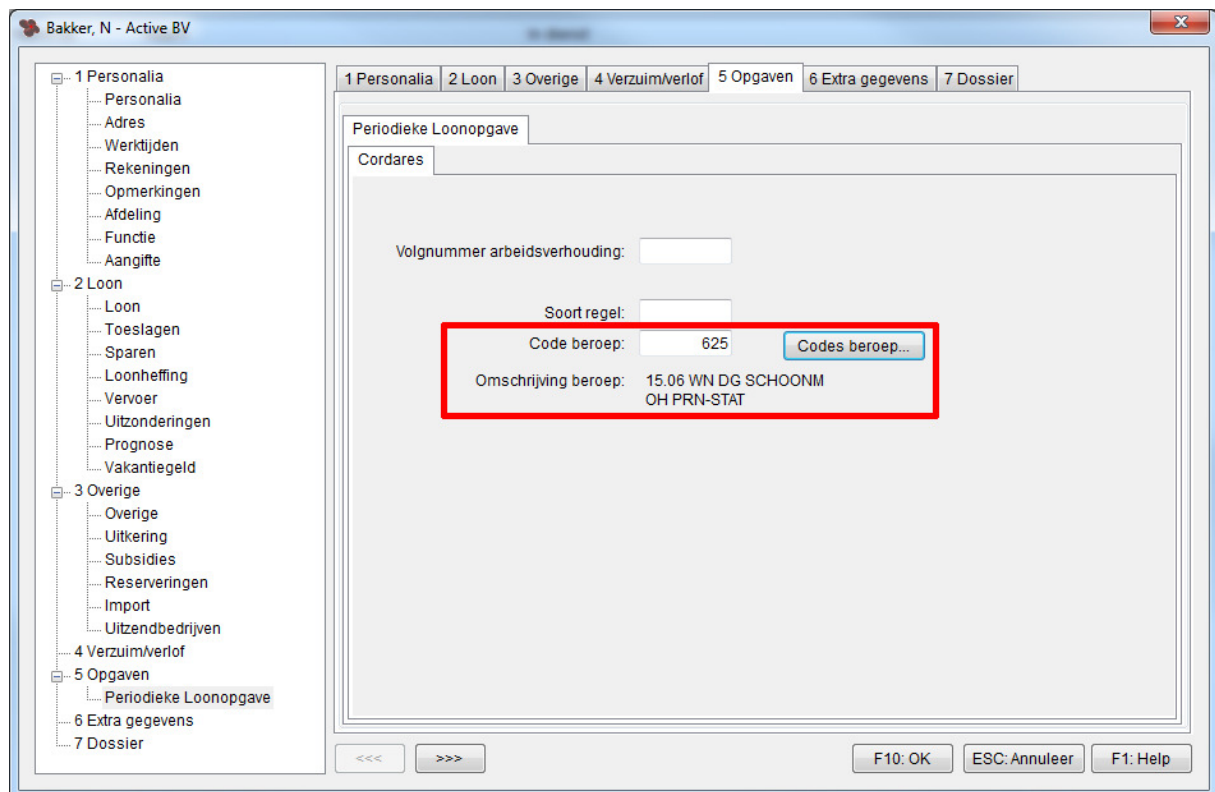 Bakker, N - Active BV
in dienst
X
1 Personalia
Personalia
Adres
Werktijden
Rekeningen
Opmerkingen
Afdeling
Functie
Aangifte
2 Loon
Loon
Toeslagen
Sparen
Loonheffing
Vervoer
Uitzonderingen
Prognose
Vakantiegeld
3 Overige
Overige
Uitkering
Subsidies
Reserveringen
Import
Uitzendbedrijven
4 Verzuim/verlof
5 Opgaven
Periodieke Loonopgave
6 Extra gegevens
7 Dossier
1 Personalia 2 Loon 3 Overige 4 Verzuim/verlof 5 Opgaven 6 Extra gegevens 7 Dossier
Periodieke Loonopgave
Cordares
Volgnummer arbeidsverhouding:
Soort regel:
Code beroep: 625 Codes beroep...
Omschrijving beroep: 15.06 WN DG SCHOONM
OH PRN-STAT
<<< >>> F10: OK ESC: Annuleer F1: Help